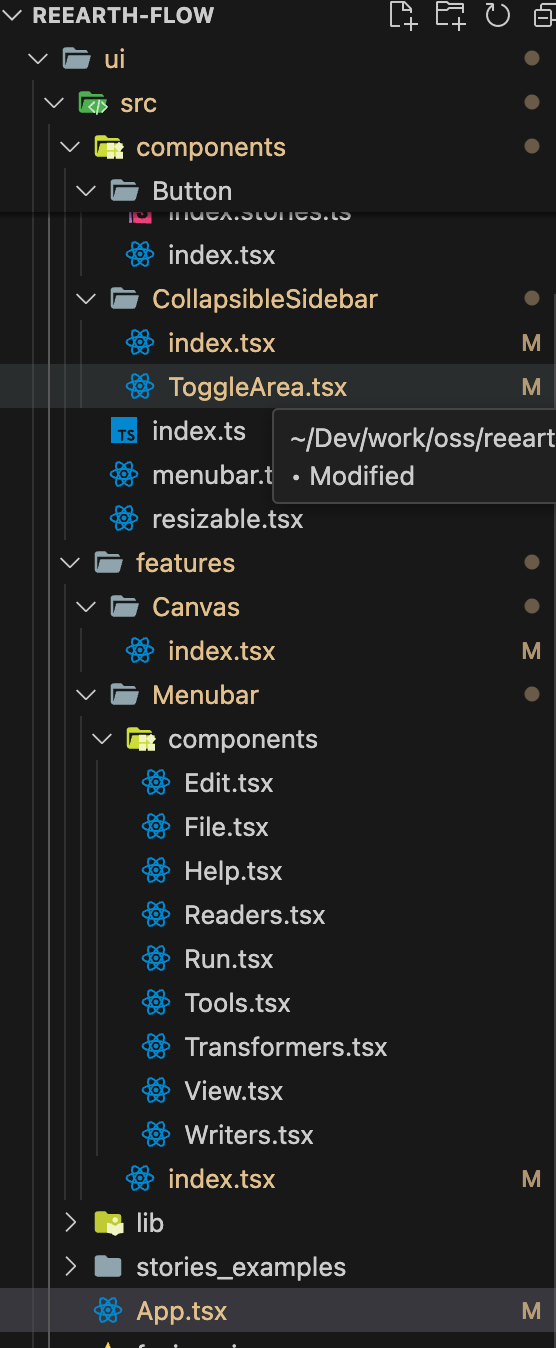 REEARTH-FLOW
ui
src
components
Button
index.stories.ts
index.tsx
CollapsibleSidebar
index.tsx M
ToggleArea.tsx M
TS index.ts
~/Dev/work/oss/reeart
menubar.t
• Modified
resizable.tsx
features
Canvas
index.tsx M
Menubar
components
Edit.tsx
File.tsx
Help.tsx
Readers.tsx
Run.tsx
Tools.tsx
Transformers.tsx
View.tsx
Writers.tsx
index.tsx M
lib
stories_examples
App.tsx M